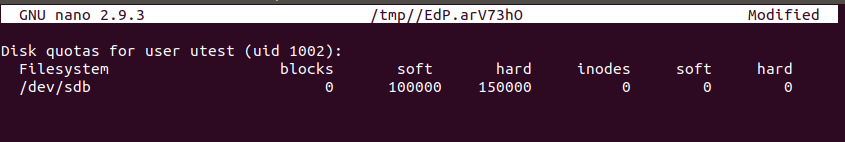 GNU nano 2.9.3 /tmp//EdP.arV73hO Modified
Disk quotas for user utest (uid 1002):
Filesystem blocks soft hard inodes soft hard
/dev/sdb 0 100000 150000 0 0 0